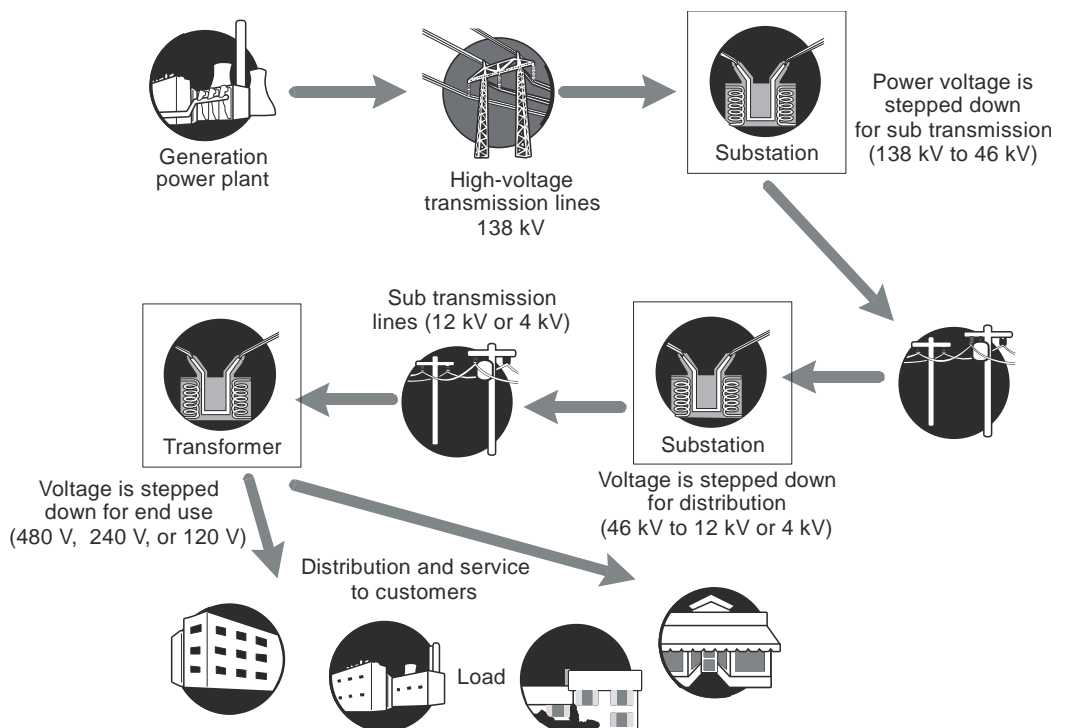 Generation
power plant
High-voltage
transmission lines
138 kV
Substation
Power voltage is
stepped down
for sub transmission
(138 kV to 46 kV)
Sub transmission
lines (12 kV or 4 kV)
Transformer
Substation
Voltage is stepped
down for end use
(480 V, 240 V, or 120 V)
Voltage is stepped down
for distribution
(46 kV to 12 kV or 4 kV)
Distribution and service
to customers
Load